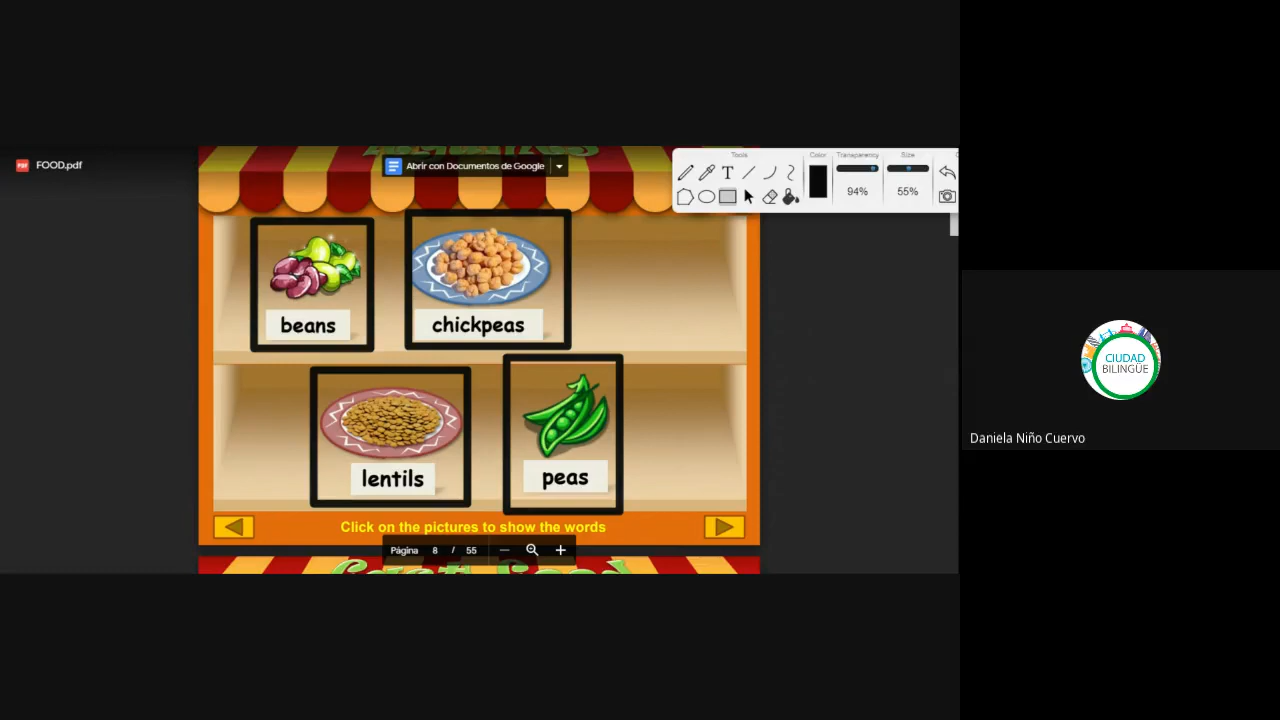 FOOD.pdf
Abrir con Documentos de Google
Tools
Color
Transparency
Size
T
94%
55%
beans
chickpeas
lentils
peas
Click on the pictures to show the words
Página 8 / 55
CIUDAD
BILINGÜE
Daniela Niño Cuervo